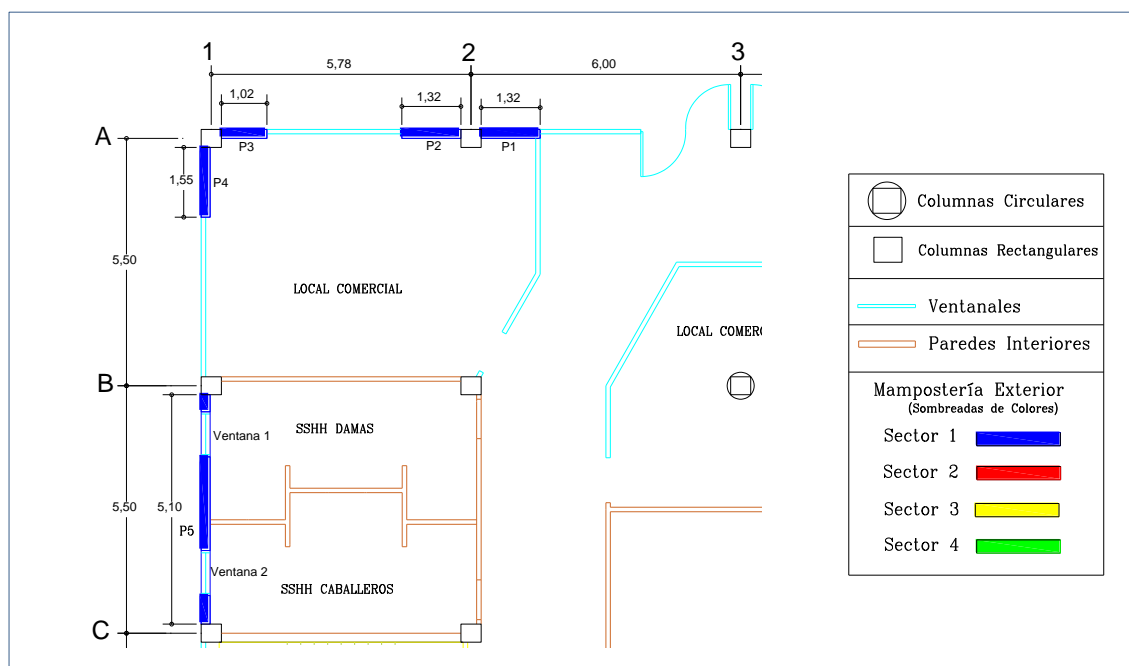 1
2
3
5,78
6,00
1,02
1,32
1,32
A
P3
P2
P1
P4
1,55
5,50
LOCAL COMERCIAL
LOCAL COMERC
B
Ventana 1
SSHH DAMAS
5,50
5,10
P5
Ventana 2
SSHH CABALLEROS
C
Columnas Circulares
Columnas Rectangulares
Ventanales
Paredes Interiores
Mampostería Exterior
(Sombreadas de Colores)
Sector 1
Sector 2
Sector 3
Sector 4